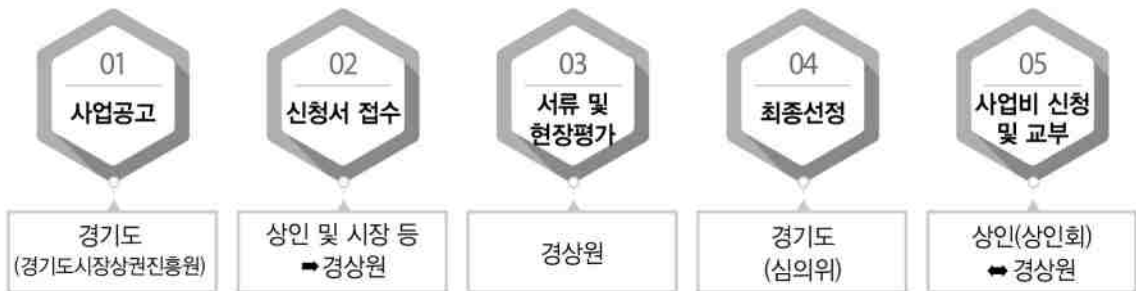 01
사업공고
경기도
(경기도시장상권진흥원)
02
신청서 접수
상인 및 시장 등
➡경상원
03
서류 및
현장평가
경상원
04
최종선정
경기도
(심의위)
05
사업비 신청
및 교부
상인(상인회)
⬌ 경상원